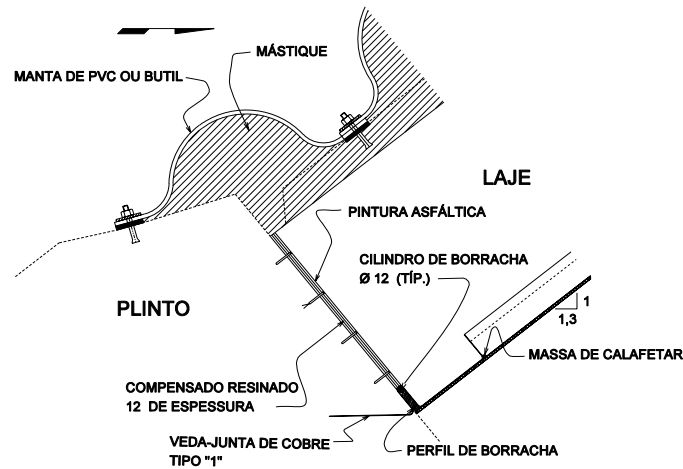 MÁSTIQUE
MANTA DE PVC OU BUTIL
LAJE
PINTURA ASFÁLTICA
CILINDRO DE BORRACHA
Ø 12 (TÍP.)
PLINTO
1
1,3
MASSA DE CALAFETAR
COMPENSADO RESINADO
12 DE ESPESSURA
VEDA-JUNTA DE COBRE
TIPO "1"
PERFIL DE BORRACHA